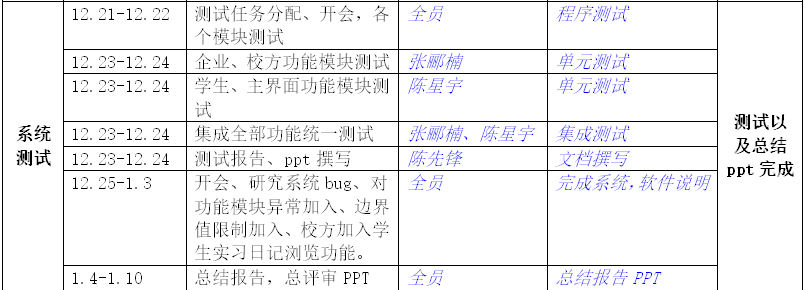 12.21-12.22 测试任务分配、开会，各 全员 程序测试
个模块测试
12.23-12.24 企业、校方功能模块测试 张郦楠 单元测试
12.23-12.24 学生、主界面功能模块测 陈星宇 单元测试
试
系统 12.23-12.24 集成全部功能统一测试 张郦楠、陈星宇 集成测试 测试以
测试 12.23-12.24 测试报告、ppt 撰写 陈先锋 文档撰写 及总结
12.25-1.3 开会、研究系统 bug、对 全员 完成系统,软件说明 ppt 完成
功能模块异常加入、边界
值限制加入、校方加入学
生实习日记浏览功能。
1.4-1.10 总结报告，总评审 PPT 全员 总结报告 PPT